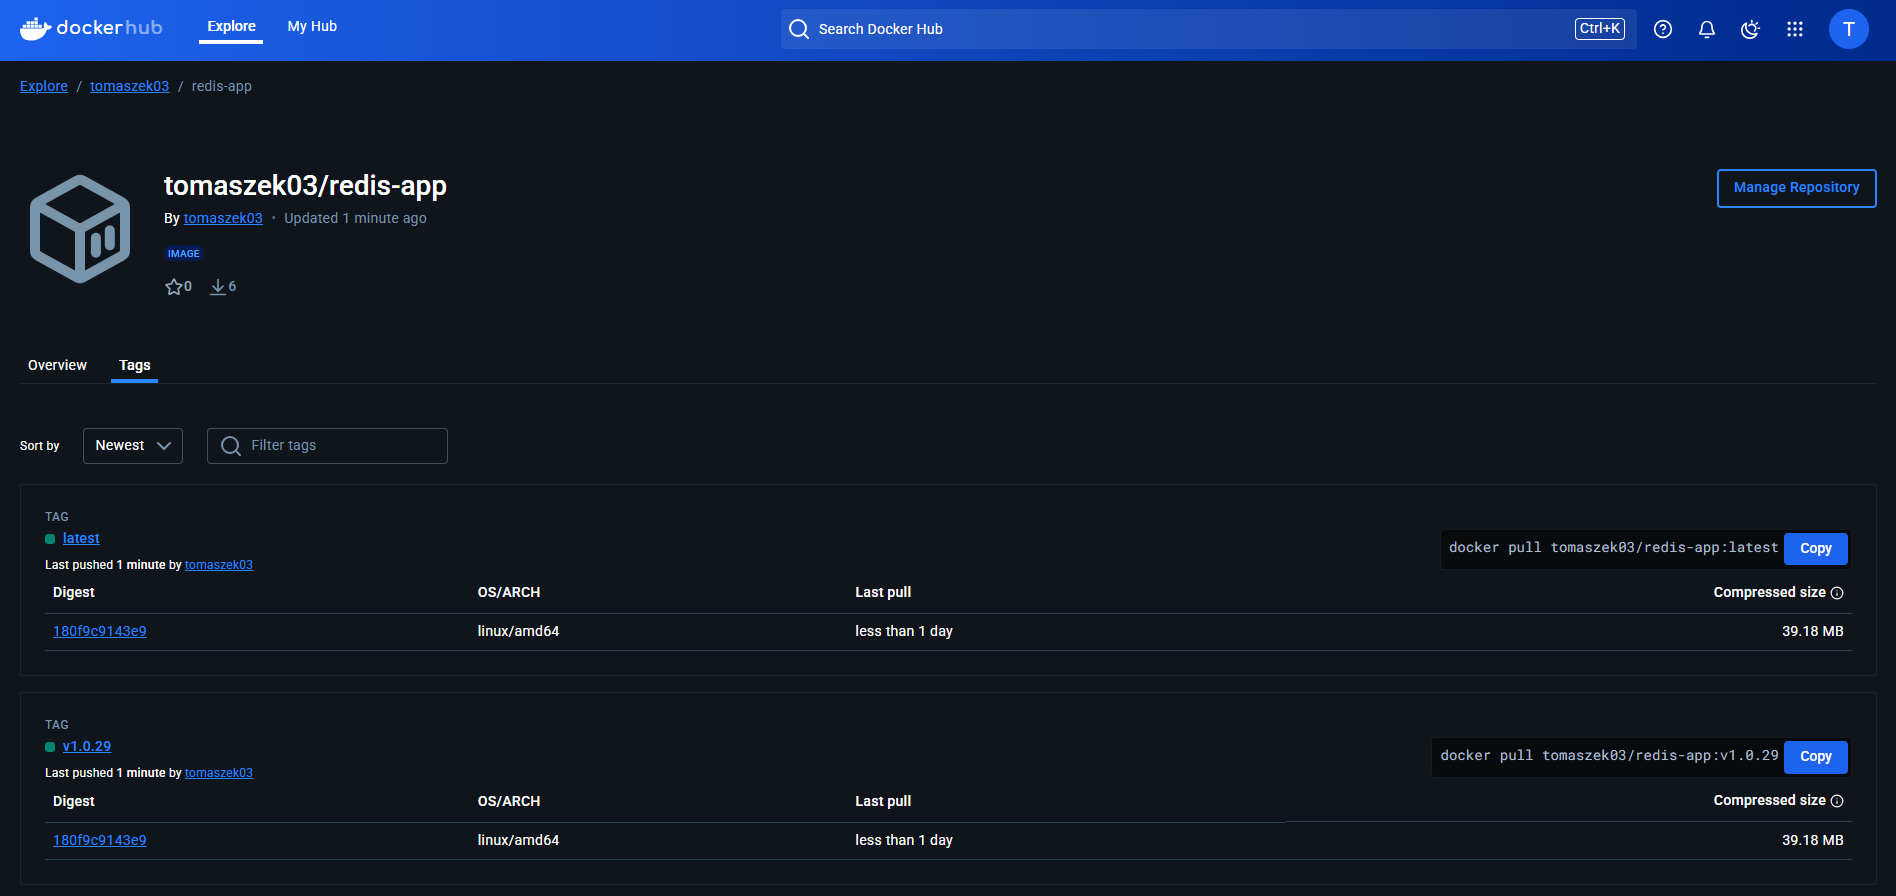 dockerhub Explore My Hub Search Docker Hub Ctrl+K T
Explore / tomaszek03 / redis-app
tomaszek03/redis-app
Manage Repository
By tomaszek03 • Updated 1 minute ago
IMAGE
0 6
Overview Tags
Sort by Newest Filter tags
TAG
latest
docker pull tomaszek03/redis-app:latest Copy
Last pushed 1 minute by tomaszek03
Digest OS/ARCH Last pull Compressed size
180f9c9143e9 linux/amd64 less than 1 day 39.18 MB
TAG
v1.0.29
docker pull tomaszek03/redis-app:v1.0.29 Copy
Last pushed 1 minute by tomaszek03
Digest OS/ARCH Last pull Compressed size
180f9c9143e9 linux/amd64 less than 1 day 39.18 MB